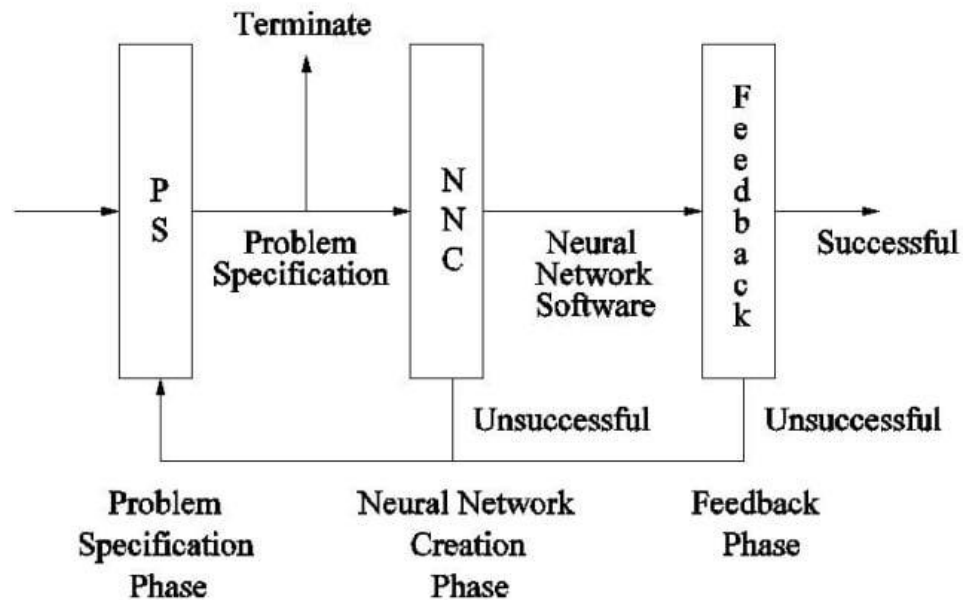 Terminate
P
S
Problem
Specification
N
N
C
Neural
Network
Software
F
e
e
d
b
a
c
k
Successful
Unsuccessful
Unsuccessful
Problem
Specification
Phase
Neural Network
Creation
Phase
Feedback
Phase